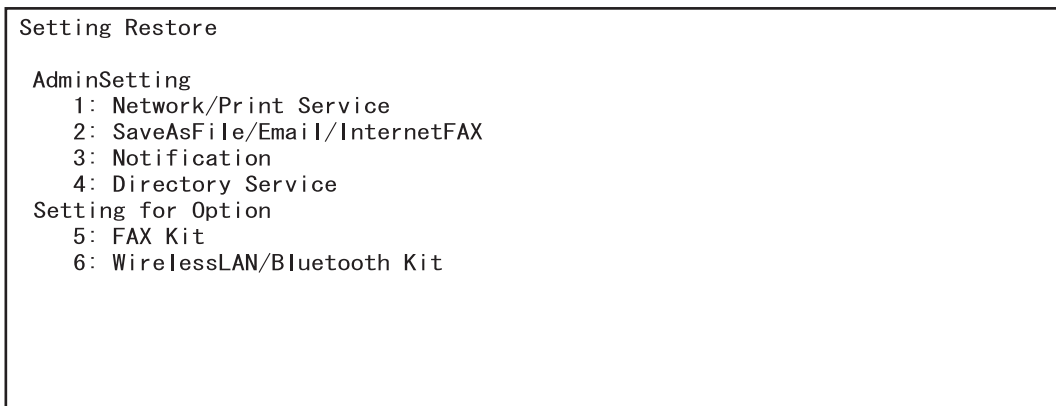 Setting Restore
AdminSetting
1: Network/Print Service
2: SaveAsFile/Email/InternetFAX
3: Notification
4: Directory Service
Setting for Option
5: FAX Kit
6: WirelessLAN/Bluetooth Kit